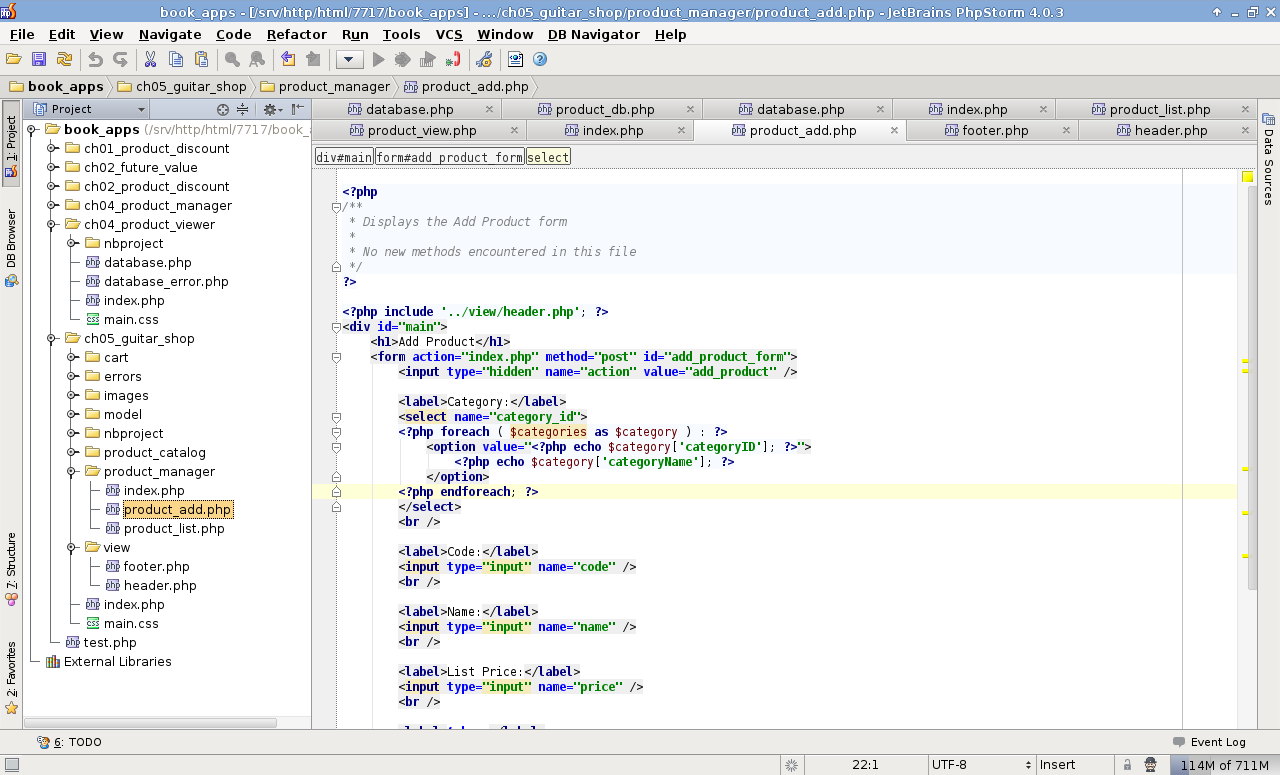 book_apps - [/srv/http/html/7717/book_apps] - .../ch05_guitar_shop/product_manager/product_add.php - JetBrains PhpStorm 4.0.3
File Edit View Navigate Code Refactor Run Tools VCS Window DB Navigator Help
book_apps ch05_guitar_shop product_manager product_add.php
Project
database.php product_db.php database.php index.php product_list.php
product_view.php index.php product_add.php footer.php header.php
div#main form#add_product_form select
1: Project
DB Browser
7: Structure
2: Favorites
Data Sources
book_apps (/srv/http/html/7717/book_
ch01_product_discount
ch02_future_value
ch02_product_discount
ch04_product_manager
ch04_product_viewer
nbproject
database.php
database_error.php
index.php
main.css
ch05_guitar_shop
cart
errors
images
model
nbproject
product_catalog
product_manager
index.php
product_add.php
product_list.php
view
footer.php
header.php
index.php
main.css
test.php
External Libraries
<?php
/**
 * Displays the Add Product form
 *
 * No new methods encountered in this file
 */
?>
<?php include '../view/header.php'; ?>
<div id="main">
<h1>Add Product</h1>
<form action="index.php" method="post" id="add_product_form">
<input type="hidden" name="action" value="add_product" />
<label>Category:</label>
<select name="category_id">
<?php foreach ( $categories as $category ) : ?>
<option value="<?php echo $category['categoryID']; ?>">
<?php echo $category['categoryName']; ?>
</option>
<?php endforeach; ?>
</select>
<br />
<label>Code:</label>
<input type="input" name="code" />
<br />
<label>Name:</label>
<input type="input" name="name" />
<br />
<label>List Price:</label>
<input type="input" name="price" />
<br />
6: TODO
Event Log
22:1 UTF-8 Insert 114M of 711M